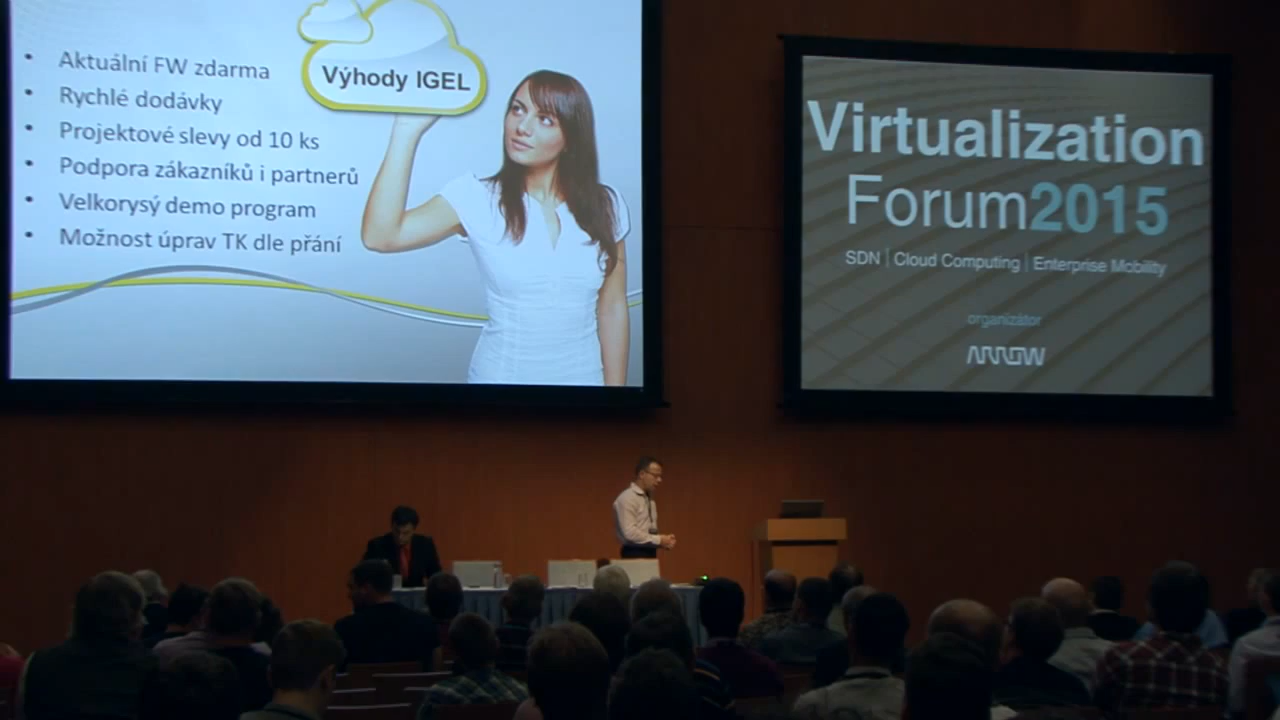 Výhody IGEL
Aktuální FW zdarma
Rychlé dodávky
Projektové slevy od 10 ks
Podpora zákazníků i partnerů
Velkorysý demo program
Možnost úprav TK dle přání
Virtualization
Forum2015
SDN | Cloud Computing | Enterprise Mobility
organizátor
ARROW